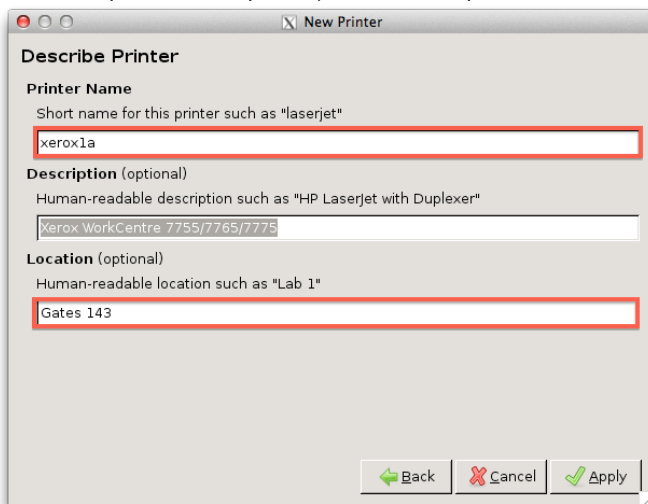 New Printer
Describe Printer
Printer Name
Short name for this printer such as "laserjet"
xerox1a
Description (optional)
Human-readable description such as "HP LaserJet with Duplexer"
Xerox WorkCentre 7755/7765/7775
Location (optional)
Human-readable location such as "Lab 1"
Gates 143
Back Cancel Apply